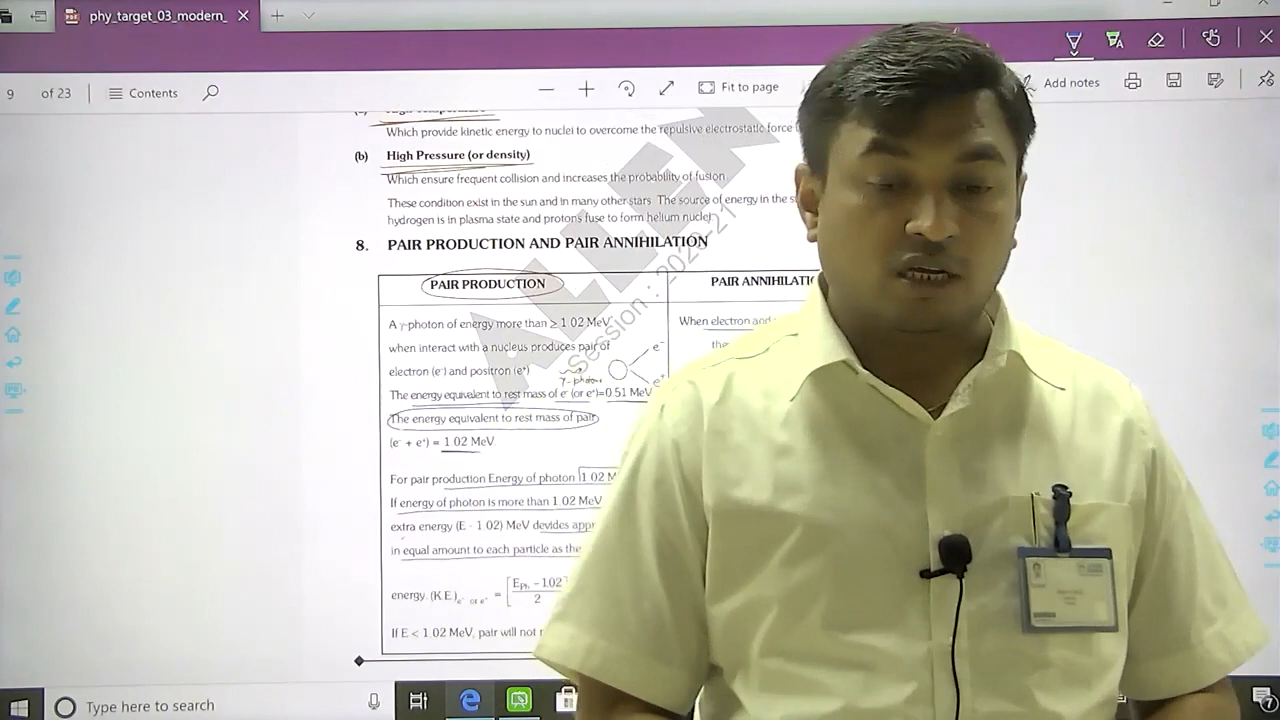 phy_target_03_modern_
9 of 23 Contents Fit to page Add notes
Which provide kinetic energy to nuclei to overcome the repulsive electrostatic force
(b) High Pressure (or density)
Which ensure frequent collision and increases the probability of fusion
These condition exist in the sun and in many other stars. The source of energy in the
hydrogen is in plasma state and protons fuse to form helium nuclei
8. PAIR PRODUCTION AND PAIR ANNIHILATION
ALLEN
Session : 2020-21
PAIR PRODUCTION
A γ-photon of energy more than ≥ 1.02 MeV
when interact with a nucleus produces pair of
electron (e⁻) and positron (e⁺)
e⁻
γ-photon
e⁺
The energy equivalent to rest mass of e⁻ (or e⁺)=0.51 MeV
The energy equivalent to rest mass of pair
(e⁻ + e⁺) = 1.02 MeV
For pair production Energy of photon 1.02
If energy of photon is more than 1.02 MeV
extra energy (E - 1.02) MeV devides
in equal amount to each particle as the
energy (K.E.)e⁻ or e⁺ = [Eph - 1.02 / 2
If E < 1.02 MeV, pair will not
PAIR
When electron and
Type here to search
7